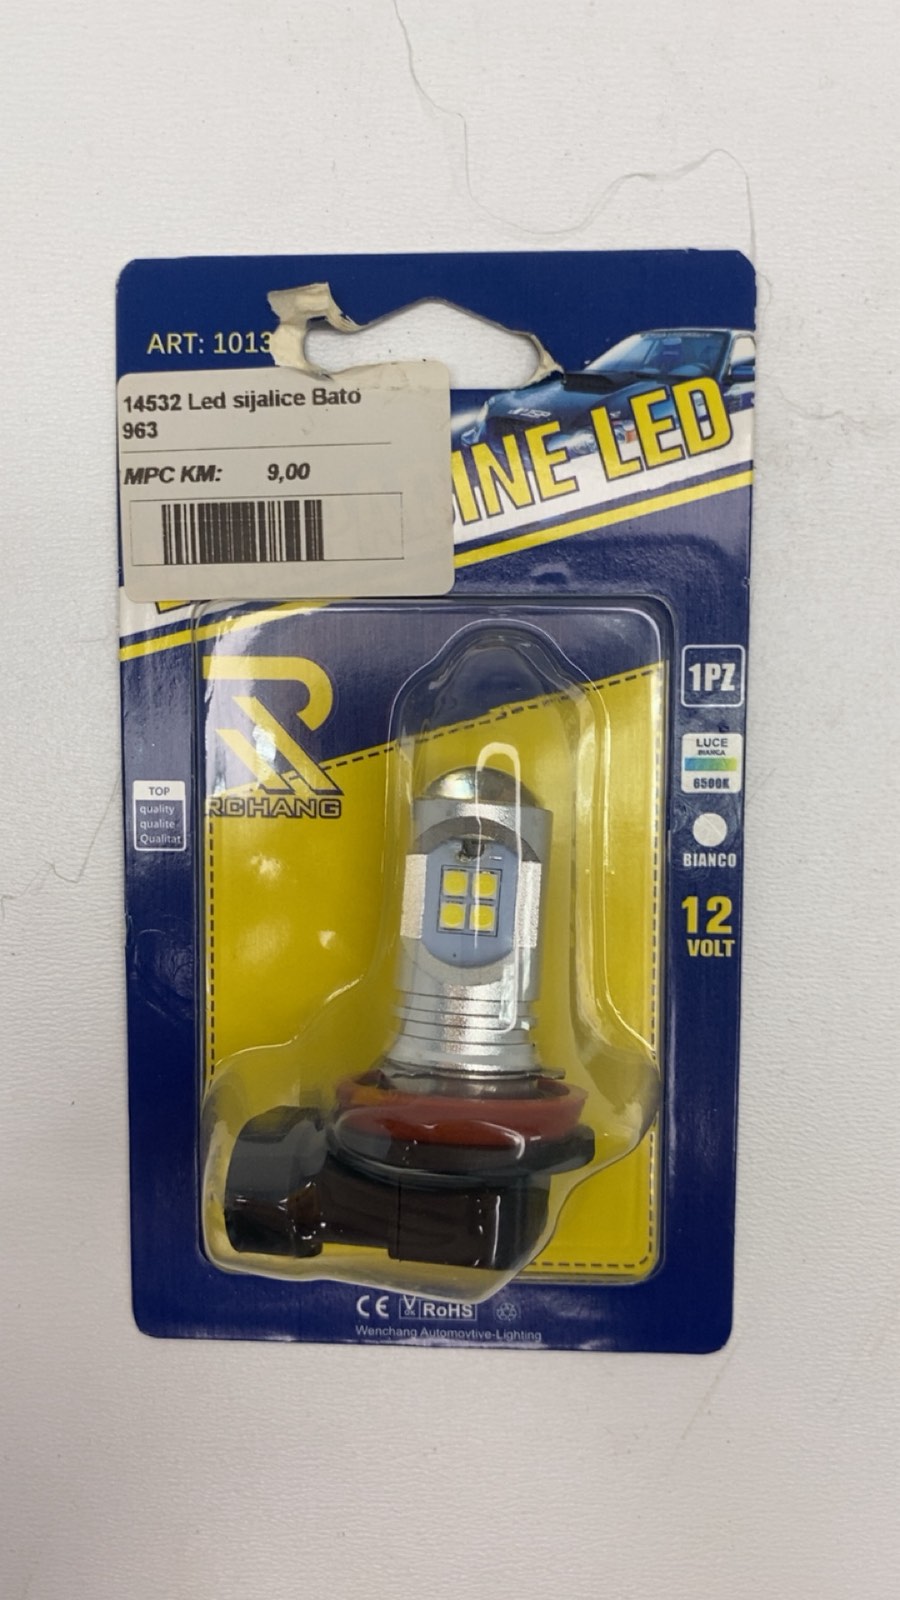 ART: 1013
14532 Led sijalice Bato
963
MPC KM: 9,00
LED
RCHANG
1PZ
LUCE
BIANCA
6500K
TOP
quality
qualite
Qualitat
BIANCO
12
VOLT
CE RoHS
Wenchang Automovtive-Lighting